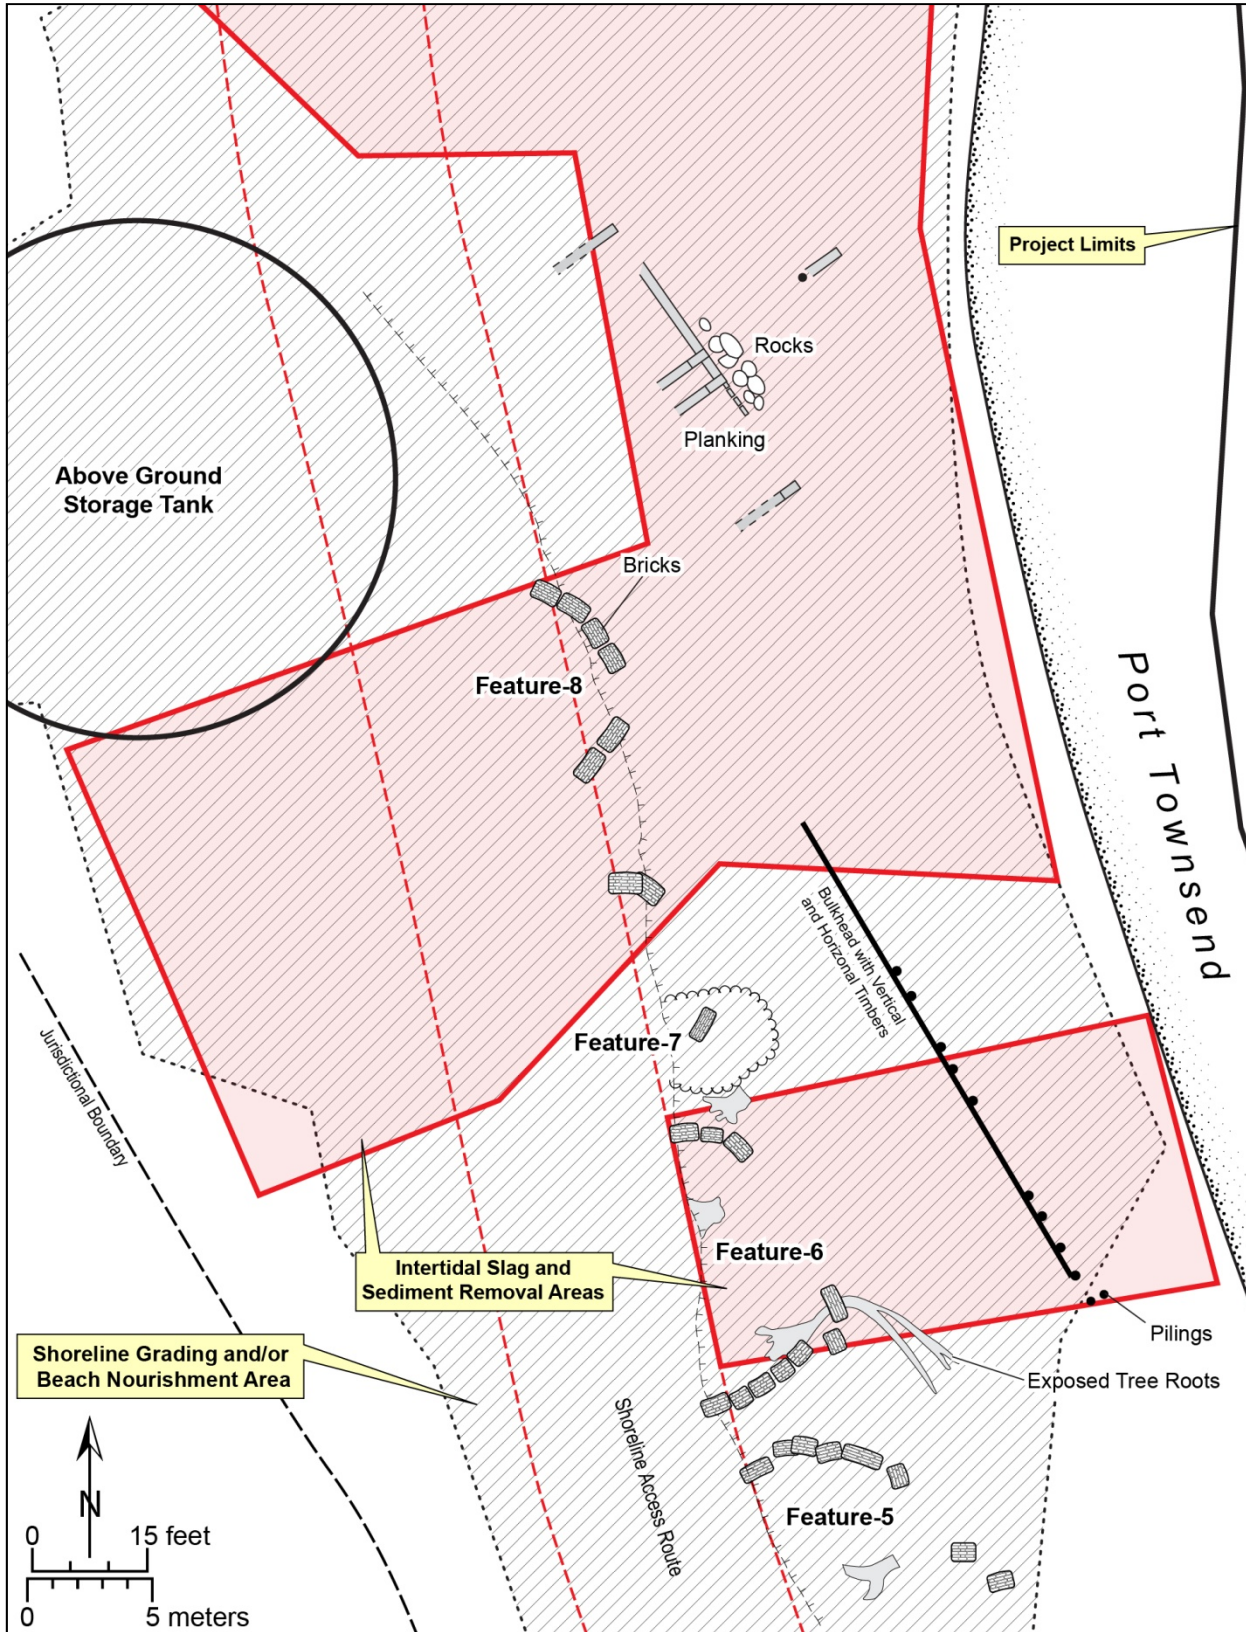 Project Limits
Rocks
Planking
Above Ground
Storage Tank
Bricks
Feature-8
Port Townsend
Bulkhead with Vertical
and Horizonal Timbers
Feature-7
Jurisdictional Boundary
Feature-6
Intertidal Slag and
Sediment Removal Areas
Pilings
Shoreline Grading and/or
Beach Nourishment Area
Exposed Tree Roots
Shoreline Access Route
Feature-5
N
0 15 feet
0 5 meters